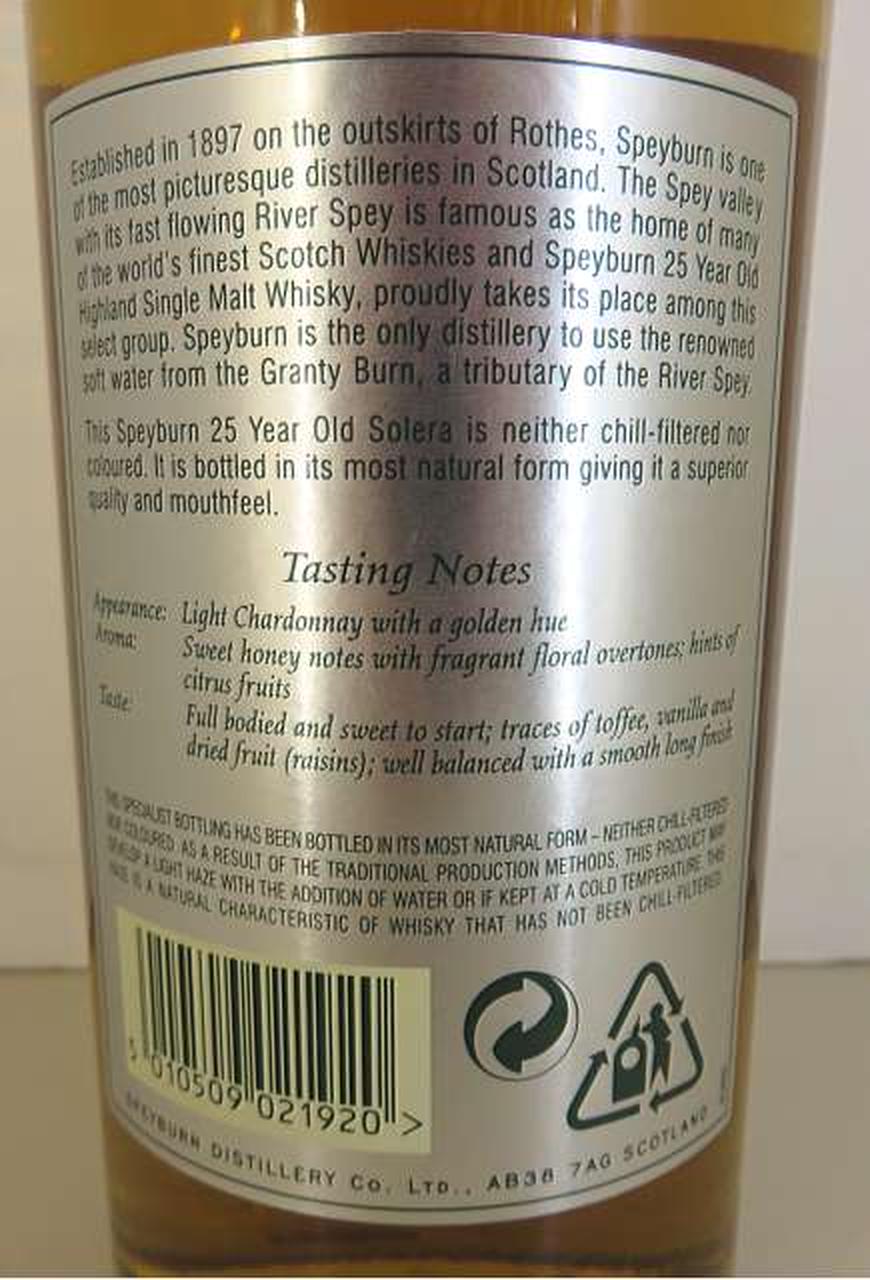 Established in 1897 on the outskirts of Rothes, Speyburn is one
of the most picturesque distilleries in Scotland. The Spey valley
with its fast flowing River Spey is famous as the home of many
of the world's finest Scotch Whiskies and Speyburn 25 Year Old
Highland Single Malt Whisky, proudly takes its place among this
select group. Speyburn is the only distillery to use the renowned
soft water from the Granty Burn, a tributary of the River Spey.
This Speyburn 25 Year Old Solera is neither chill-filtered nor
coloured. It is bottled in its most natural form giving it a superior
quality and mouthfeel.
Tasting Notes
Appearance: Light Chardonnay with a golden hue
Aroma: Sweet honey notes with fragrant floral overtones; hints of
citrus fruits
Taste: Full bodied and sweet to start; traces of toffee, vanilla and
dried fruit (raisins); well balanced with a smooth long finish
THIS SPECIALIST BOTTLING HAS BEEN BOTTLED IN ITS MOST NATURAL FORM – NEITHER CHILL-FILTERED
NOR COLOURED. AS A RESULT OF THE TRADITIONAL PRODUCTION METHODS, THIS PRODUCT MAY
DEVELOP A LIGHT HAZE WITH THE ADDITION OF WATER OR IF KEPT AT A COLD TEMPERATURE. THIS
HAZE IS A NATURAL CHARACTERISTIC OF WHISKY THAT HAS NOT BEEN CHILL-FILTERED.
5 010509 021920 >
SPEYBURN DISTILLERY Co. LTD., AB38 7AG SCOTLAND